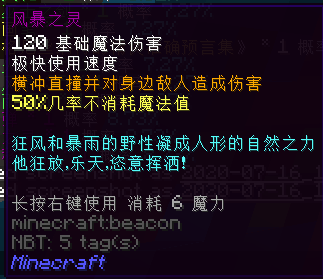 风暴之灵
120 基础魔法伤害
极快使用速度
横冲直撞并对身边敌人造成伤害
50%几率不消耗魔法值
狂风和暴雨的野性凝成人形的自然之力
他狂放,乐天,恣意挥洒!
长按右键使用 消耗 6 魔力
minecraft:beacon
NBT: 5 tag(s)
Minecraft